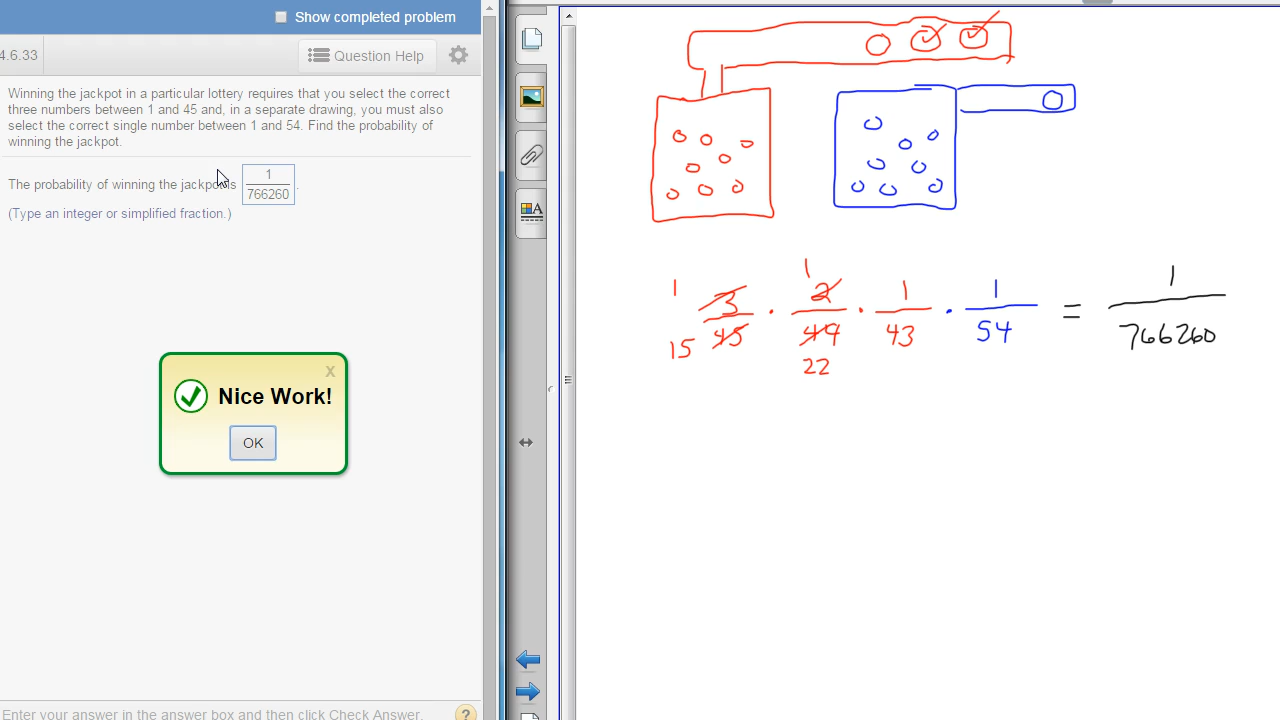 Show completed problem
4.6.33
Question Help
Winning the jackpot in a particular lottery requires that you select the correct
three numbers between 1 and 45 and, in a separate drawing, you must also
select the correct single number between 1 and 54. Find the probability of
winning the jackpot.
The probability of winning the jackpot is 1/766260.
(Type an integer or simplified fraction.)
x
Nice Work!
OK
Enter your answer in the answer box and then click Check Answer.
?
A
1 1
3/45 · 2/44 · 1/43 · 1/54 = 1/766260
15 22